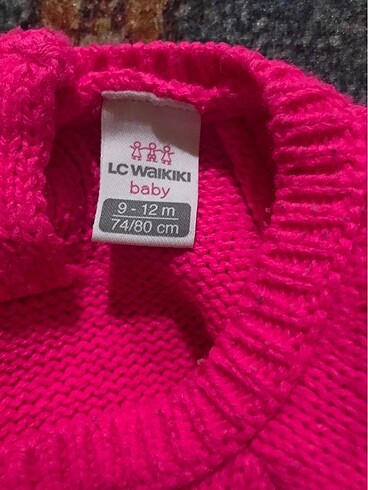 LC WAIKIKI
baby
9 - 12 m
74/80 cm